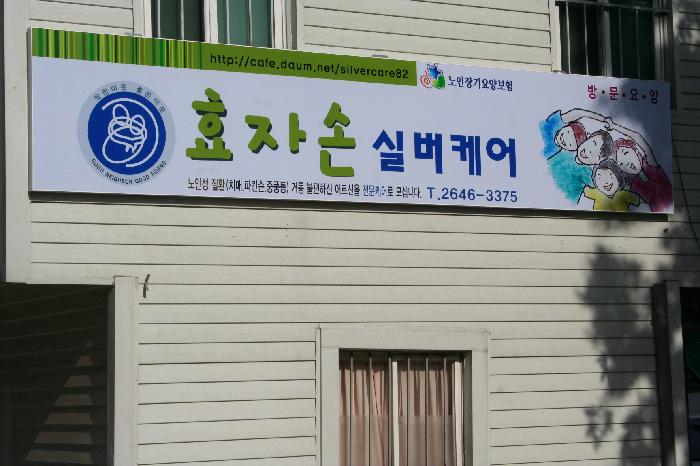 http://cafe.daum.net/silvercare82
노인장기요양보험
방·문·요·양
효자손 실버케어
노인성 질환(치매,파킨슨,중풍등) 거동 불편하신 어르신을 전문케어로 모십니다. T.2646-3375